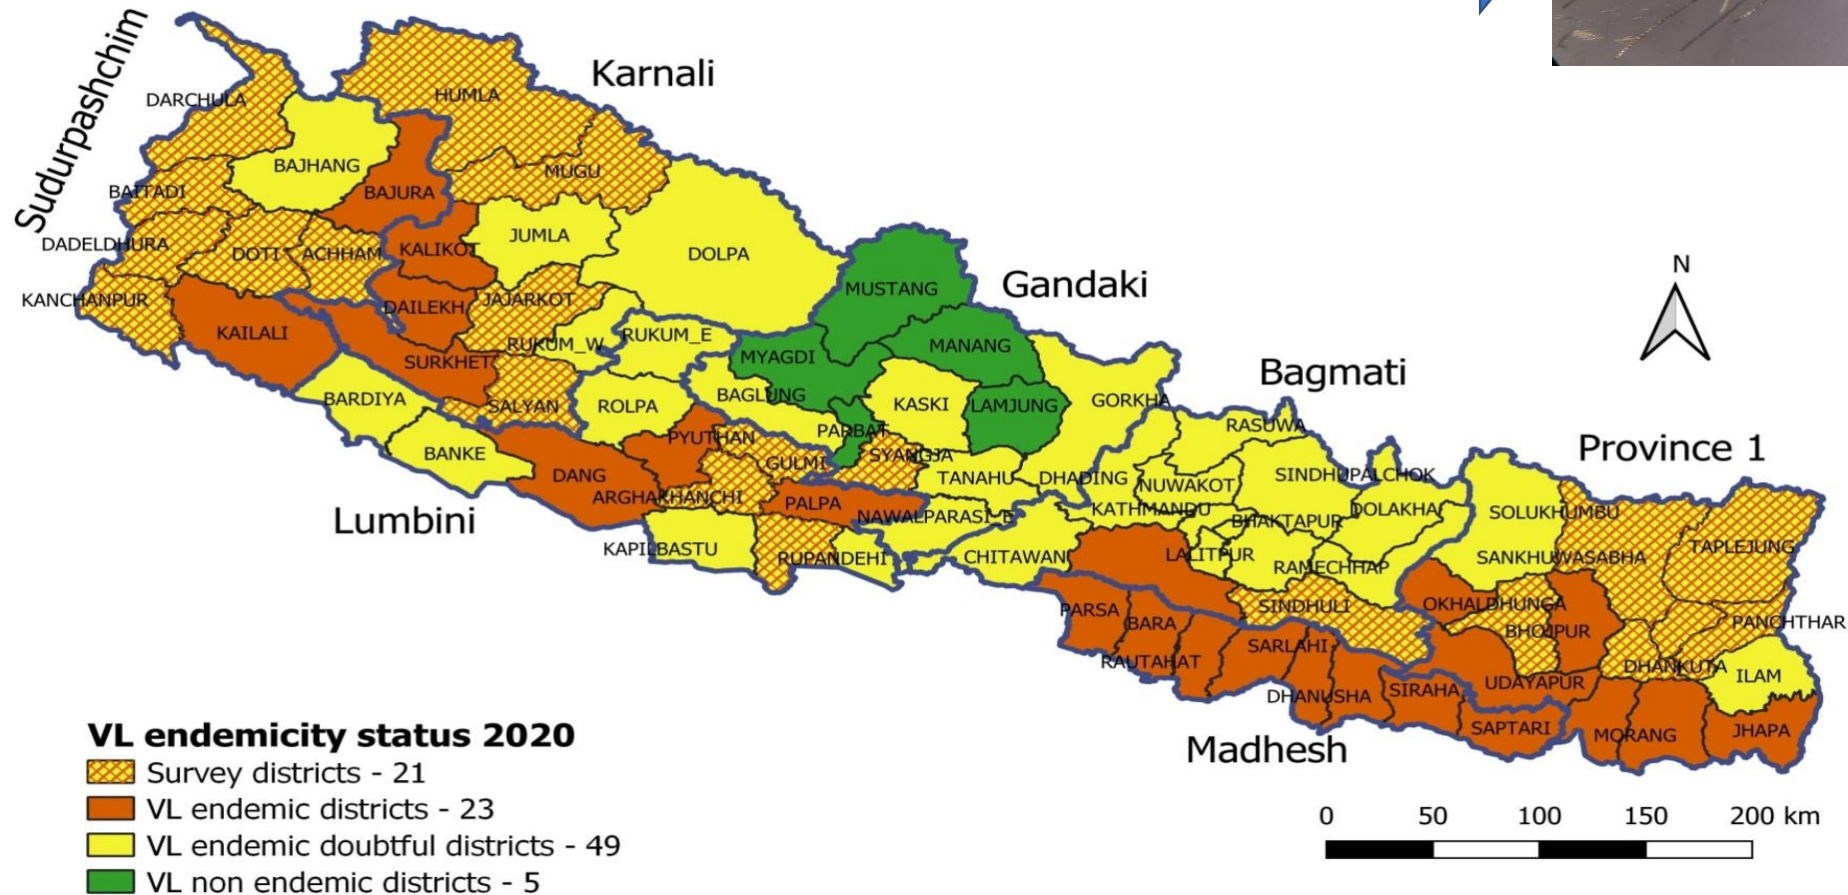 Sudurpashchim
Karnali
DARCHULA
HUMLA
BAJHANG
MUGU
BAITADI
BAJURA
DADELDHURA
DOTI
ACHHAM
KALIKOT
JUMLA
DOLPA
KANCHANPUR
KAILALI
DAILEKH
JAJARKOT
RUKUM_W
RUKUM_E
SURKHET
BARDIYA
SALYAN
ROLPA
BANKE
DANG
PYUTHAN
Lumbini
ARGHAKHANCHI
GULMI
PALPA
KAPILBASTU
RUPANDEHI
Gandaki
MUSTANG
MANANG
MYAGDI
BAGLUNG
KASKI
LAMJUNG
GORKHA
PARBAT
SYANGJA
TANAHU
NAWALPARASI_E
Bagmati
RASUWA
DHADING
NUWAKOT
SINDHUPALCHOK
KATHMANDU
BHAKTAPUR
DOLAKHA
CHITAWAN
LALITPUR
RAMECHHAP
SINDHULI
Province 1
SOLUKHUMBU
SANKHUWASABHA
TAPLEJUNG
OKHALDHUNGA
BHOJPUR
PANCHTHAR
DHANKUTA
ILAM
UDAYAPUR
MORANG
JHAPA
PARSA
BARA
RAUTAHAT
SARLAHI
DHANUSHA
SIRAHA
SAPTARI
Madhesh
N
VL endemicity status 2020
Survey districts - 21
VL endemic districts - 23
VL endemic doubtful districts - 49
VL non endemic districts - 5
0 50 100 150 200 km